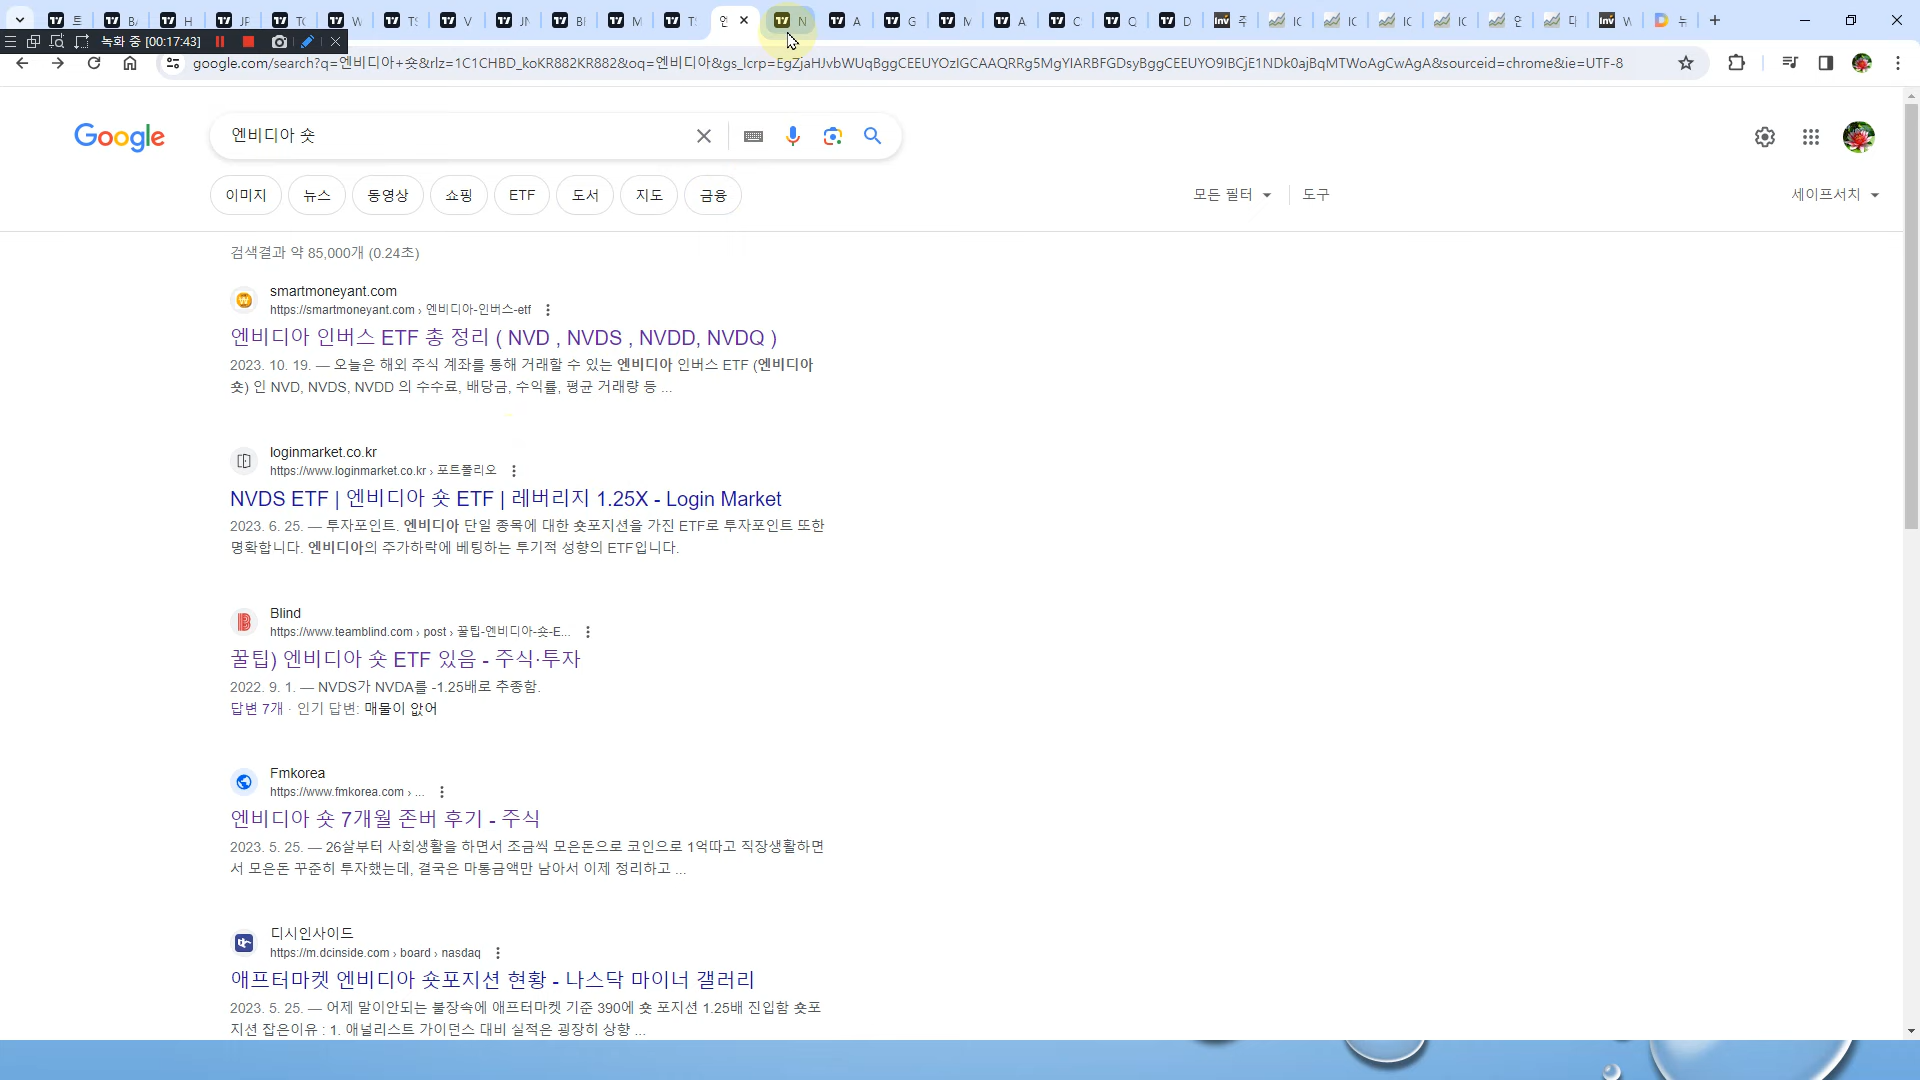 트 BA H JF TC W TS V JN BI M TS 엔 N A G M A C Q D 주 IC IC IC IC 인 다 W 뉴
녹화 중 [00:17:43]
google.com/search?q=엔비디아+숏&rlz=1C1CHBD_koKR882KR882&oq=엔비디아&gs_lcrp=EgZjaHJvbWUqBggCEEUYOzIGCAAQRRg5MgYIARBFGDsyBggCEEUYO9IBCjE1NDk0ajBqMTWoAgCwAgA&sourceid=chrome&ie=UTF-8
Google
엔비디아 숏
이미지 뉴스 동영상 쇼핑 ETF 도서 지도 금융 모든 필터 도구 세이프서치
검색결과 약 85,000개 (0.24초)
smartmoneyant.com
https://smartmoneyant.com › 엔비디아-인버스-etf
엔비디아 인버스 ETF 총 정리 ( NVD , NVDS , NVDD, NVDQ )
2023. 10. 19. — 오늘은 해외 주식 계좌를 통해 거래할 수 있는 엔비디아 인버스 ETF (엔비디아
숏) 인 NVD, NVDS, NVDD 의 수수료, 배당금, 수익률, 평균 거래량 등 ...
loginmarket.co.kr
https://www.loginmarket.co.kr › 포트폴리오
NVDS ETF | 엔비디아 숏 ETF | 레버리지 1.25X - Login Market
2023. 6. 25. — 투자포인트. 엔비디아 단일 종목에 대한 숏포지션을 가진 ETF로 투자포인트 또한
명확합니다. 엔비디아의 주가하락에 베팅하는 투기적 성향의 ETF입니다.
Blind
https://www.teamblind.com › post › 꿀팁-엔비디아-숏-E...
꿀팁) 엔비디아 숏 ETF 있음 - 주식·투자
2022. 9. 1. — NVDS가 NVDA를 -1.25배로 추종함.
답변 7개 · 인기 답변: 매물이 없어
Fmkorea
https://www.fmkorea.com › ...
엔비디아 숏 7개월 존버 후기 - 주식
2023. 5. 25. — 26살부터 사회생활을 하면서 조금씩 모은돈으로 코인으로 1억따고 직장생활하면
서 모은돈 꾸준히 투자했는데, 결국은 마통금액만 남아서 이제 정리하고 ...
디시인사이드
https://m.dcinside.com › board › nasdaq
애프터마켓 엔비디아 숏포지션 현황 - 나스닥 마이너 갤러리
2023. 5. 25. — 어제 말이안되는 불장속에 애프터마켓 기준 390에 숏 포지션 1.25배 진입함 숏포
지션 잡은이유 : 1. 애널리스트 가이던스 대비 실적은 굉장히 상향 ...